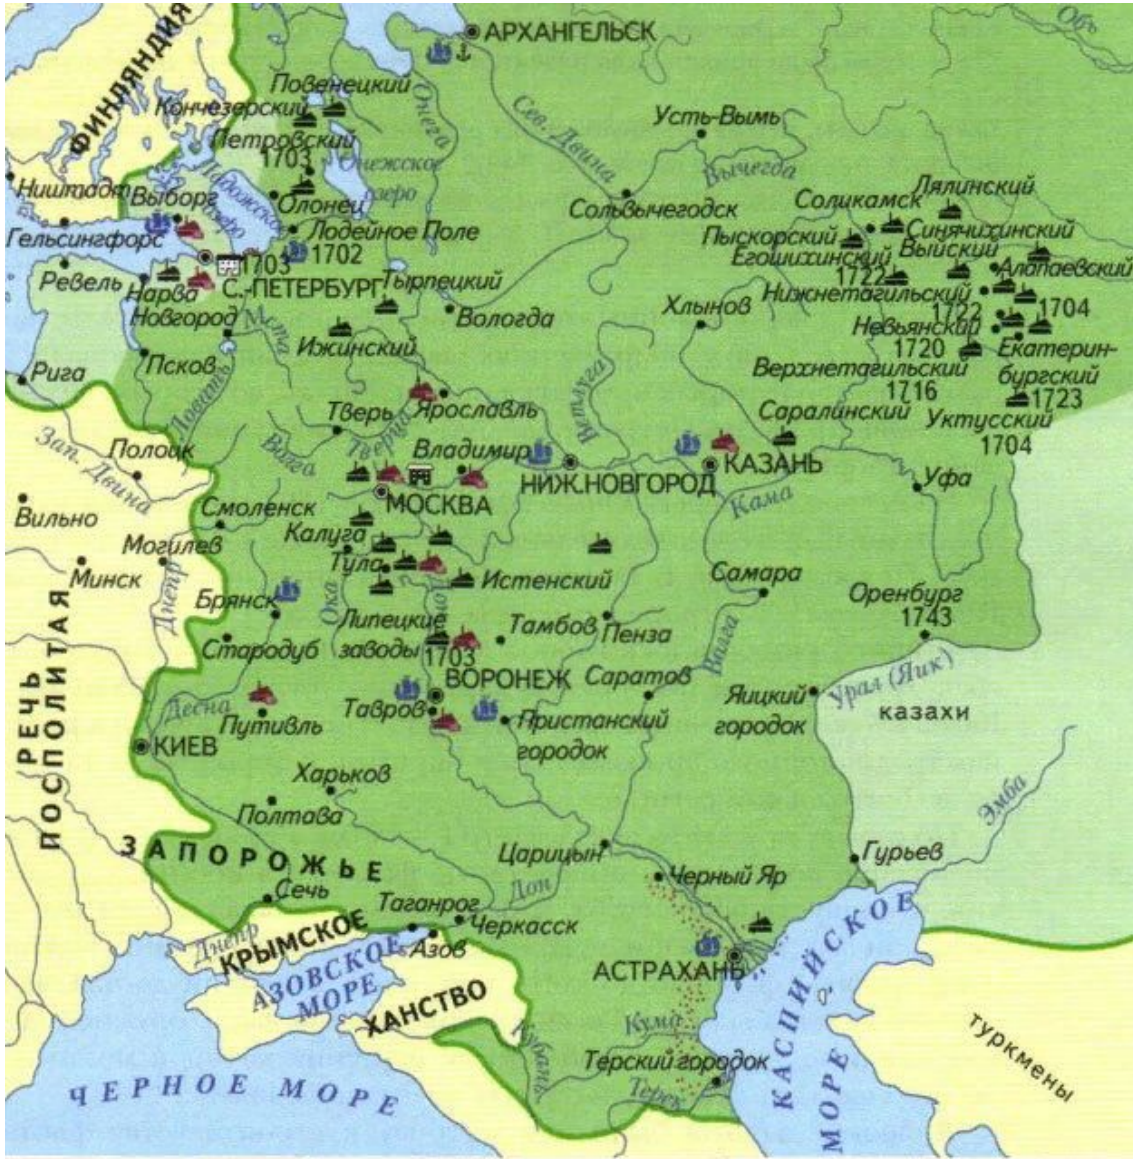 Обь
АРХАНГЕЛЬСК
ФИНЛЯНДИЯ
Повенецкий
Онега
Кончезерский
Сев. Двина
Усть-Вымь
Петровский
1703
Онежское
озеро
Вычегда
Ладожское
озеро
Ништадт
Выборг
Олонец
Сольвычегодск
Лялинский
Соликамск
Гельсингфорс
Лодейное Поле
1702
Пыскорский
Синячихинский
Выйский
Егошихинский
1722
Алапаевский
1703
Ревель
Нарва
С.-ПЕТЕРБУРГ
Тырпецкий
Нижнетагильский
1722
1704
Новгород
Мста
Вологда
Хлынов
Невьянский
1720
Ижинский
Екатерин-
бургский
1723
Псков
Рига
Ловать
Ветлуга
Верхнетагильский
1716
Ярославль
Саралинский
Уктусский
1704
Тверь
Тверца
Зап. Двина
Полоцк
Волга
Владимир
НИЖ.НОВГОРОД
КАЗАНЬ
Уфа
МОСКВА
Кама
Вильно
Смоленск
Калуга
Могилев
Минск
Тула
Истенский
Самара
Днепр
Брянск
Ока
Дон
Оренбург
1743
Липецкие
заводы
1703
Тамбов
Пенза
Стародуб
Волга
РЕЧЬ
ПОСПОЛИТАЯ
ВОРОНЕЖ
Саратов
Урал (Яик)
Десна
Путивль
Тавров
Яицкий
городок
казахи
Пристанский
городок
КИЕВ
Харьков
Полтава
Эмба
ЗАПОРОЖЬЕ
Царицын
Гурьев
Черный Яр
Дон
Сечь
Таганрог
Черкасск
Днепр
КРЫМСКОЕ
ХАНСТВО
Азов
АЗОВСКОЕ
МОРЕ
АСТРАХАНЬ
КАСПИЙСКОЕ
МОРЕ
Кубань
Кума
Терский городок
Терек
туркмены
ЧЕРНОЕ МОРЕ